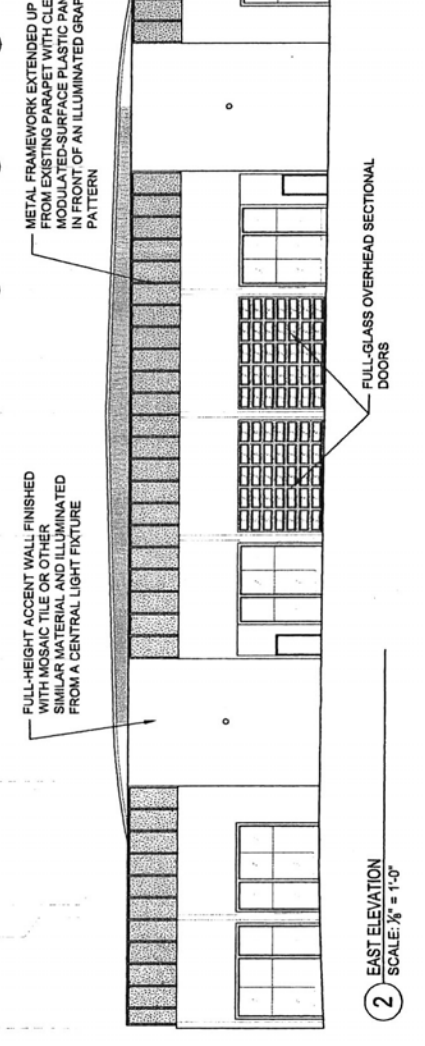 METAL FRAMEWORK EXTENDED UP
FROM EXISTING PARAPET WITH CLE
MODULATED-SURFACE PLASTIC PAN
IN FRONT OF AN ILLUMINATED GRAP
PATTERN
FULL-HEIGHT ACCENT WALL FINISHED
WITH MOSAIC TILE OR OTHER
SIMILAR MATERIAL AND ILLUMINATED
FROM A CENTRAL LIGHT FIXTURE
FULL-GLASS OVERHEAD SECTIONAL
DOORS
2 EAST ELEVATION
SCALE: ⅛" = 1'-0"